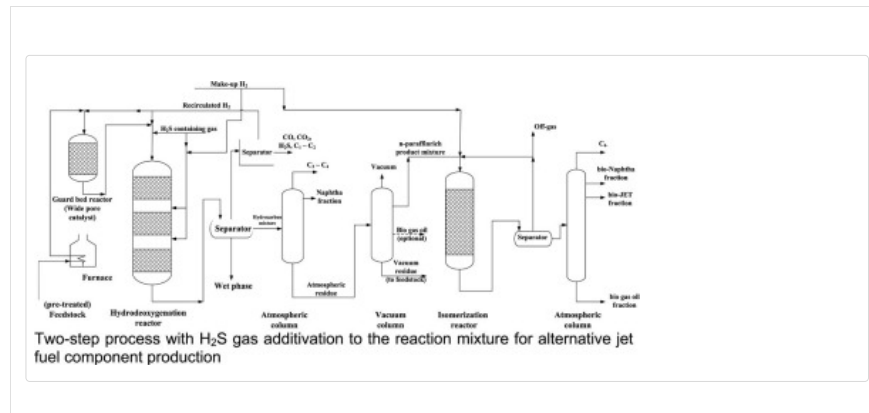 Make-up H₂
Recirculated H₂
H₂S containing gas
Off-gas
CO, CO₂,
H₂S, C₁ – C₂
Separator
n-paraffin rich
product mixture
C₃ – C₄
Vacuum
bio-Naphtha
fraction
bio-JET
fraction
Naphtha
fraction
Guard bed reactor
(Wide pore
catalyst)
Separator
Hydrocarbon
mixture
Bio gas oil
(optional)
Separator
Furnace
Wet phase
Atmospheric
residue
Vacuum
residue
(to feedstock)
bio gas oil
fraction
(pre-treated)
Feedstock
Hydrodeoxygenation
reactor
Atmospheric
column
Vacuum
column
Isomerization
reactor
Atmospheric
column
Two-step process with H₂S gas additivation to the reaction mixture for alternative jet
fuel component production